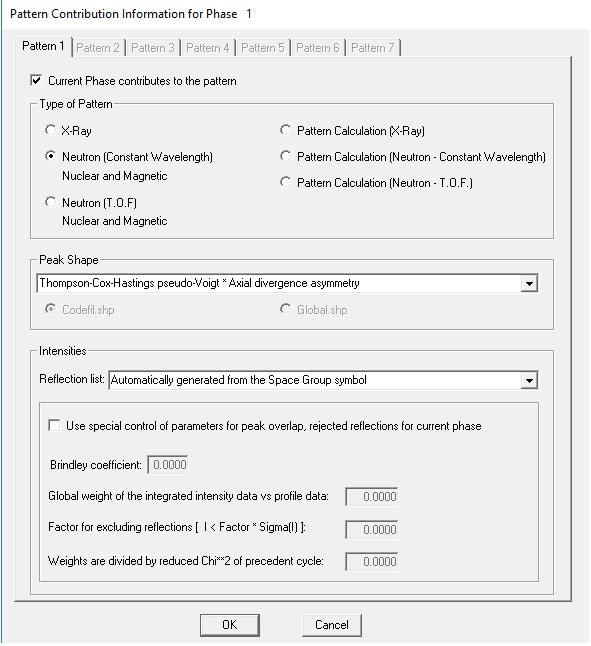 Pattern Contribution Information for Phase 1
Pattern 1 Pattern 2 Pattern 3 Pattern 4 Pattern 5 Pattern 6 Pattern 7
Current Phase contributes to the pattern
Type of Pattern
X-Ray
Pattern Calculation (X-Ray)
Neutron (Constant Wavelength)
Nuclear and Magnetic
Pattern Calculation (Neutron - Constant Wavelength)
Pattern Calculation (Neutron - T.O.F.)
Neutron (T.O.F)
Nuclear and Magnetic
Peak Shape
Thompson-Cox-Hastings pseudo-Voigt * Axial divergence asymmetry
Codefil.shp
Global.shp
Intensities
Reflection list: Automatically generated from the Space Group symbol
Use special control of parameters for peak overlap, rejected reflections for current phase
Brindley coefficient: 0.0000
Global weight of the integrated intensity data vs profile data: 0.0000
Factor for excluding reflections [ I < Factor * Sigma(I) ]: 0.0000
Weights are divided by reduced Chi**2 of precedent cycle: 0.0000
OK
Cancel